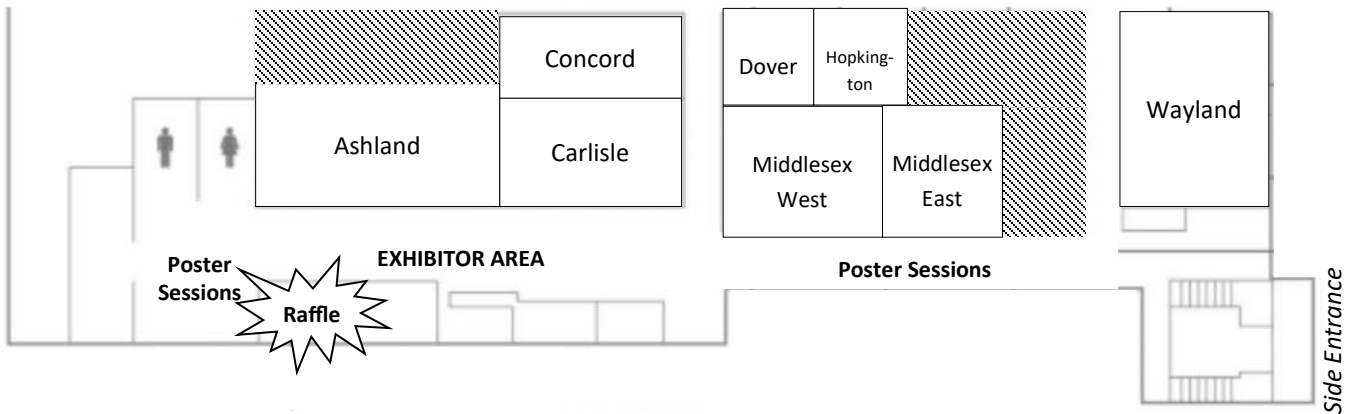 Concord
Dover
Hopking-
ton
Wayland
Ashland
Carlisle
Middlesex
West
Middlesex
East
Poster
Sessions
EXHIBITOR AREA
Poster Sessions
Raffle
Side Entrance